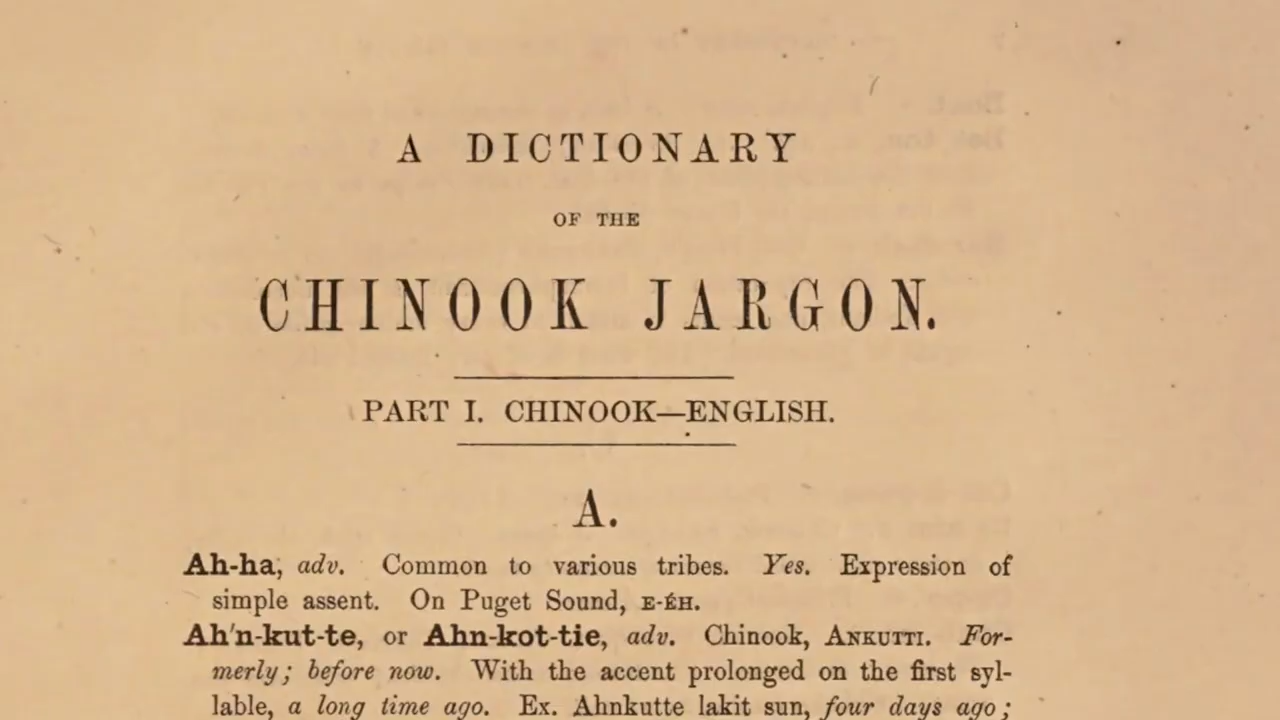 A DICTIONARY
OF THE
CHINOOK JARGON.
PART I. CHINOOK—ENGLISH.
A.
Ah-ha, adv. Common to various tribes. Yes. Expression of
simple assent. On Puget Sound, E-ÉH.
Ah'n-kut-te, or Ahn-kot-tie, adv. Chinook, ANKUTTI. For-
merly; before now. With the accent prolonged on the first syl-
lable, a long time ago. Ex. Ahnkutte lakit sun, four days ago;